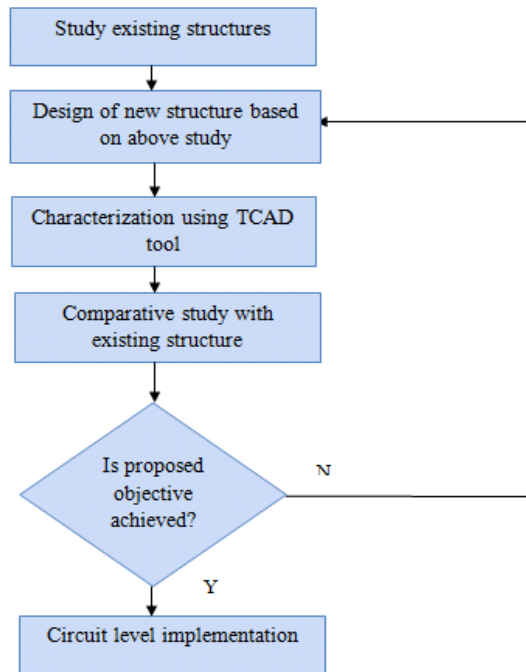 Study existing structures
Design of new structure based
on above study
Characterization using TCAD
tool
Comparative study with
existing structure
Is proposed
objective
achieved?
N
Y
Circuit level implementation